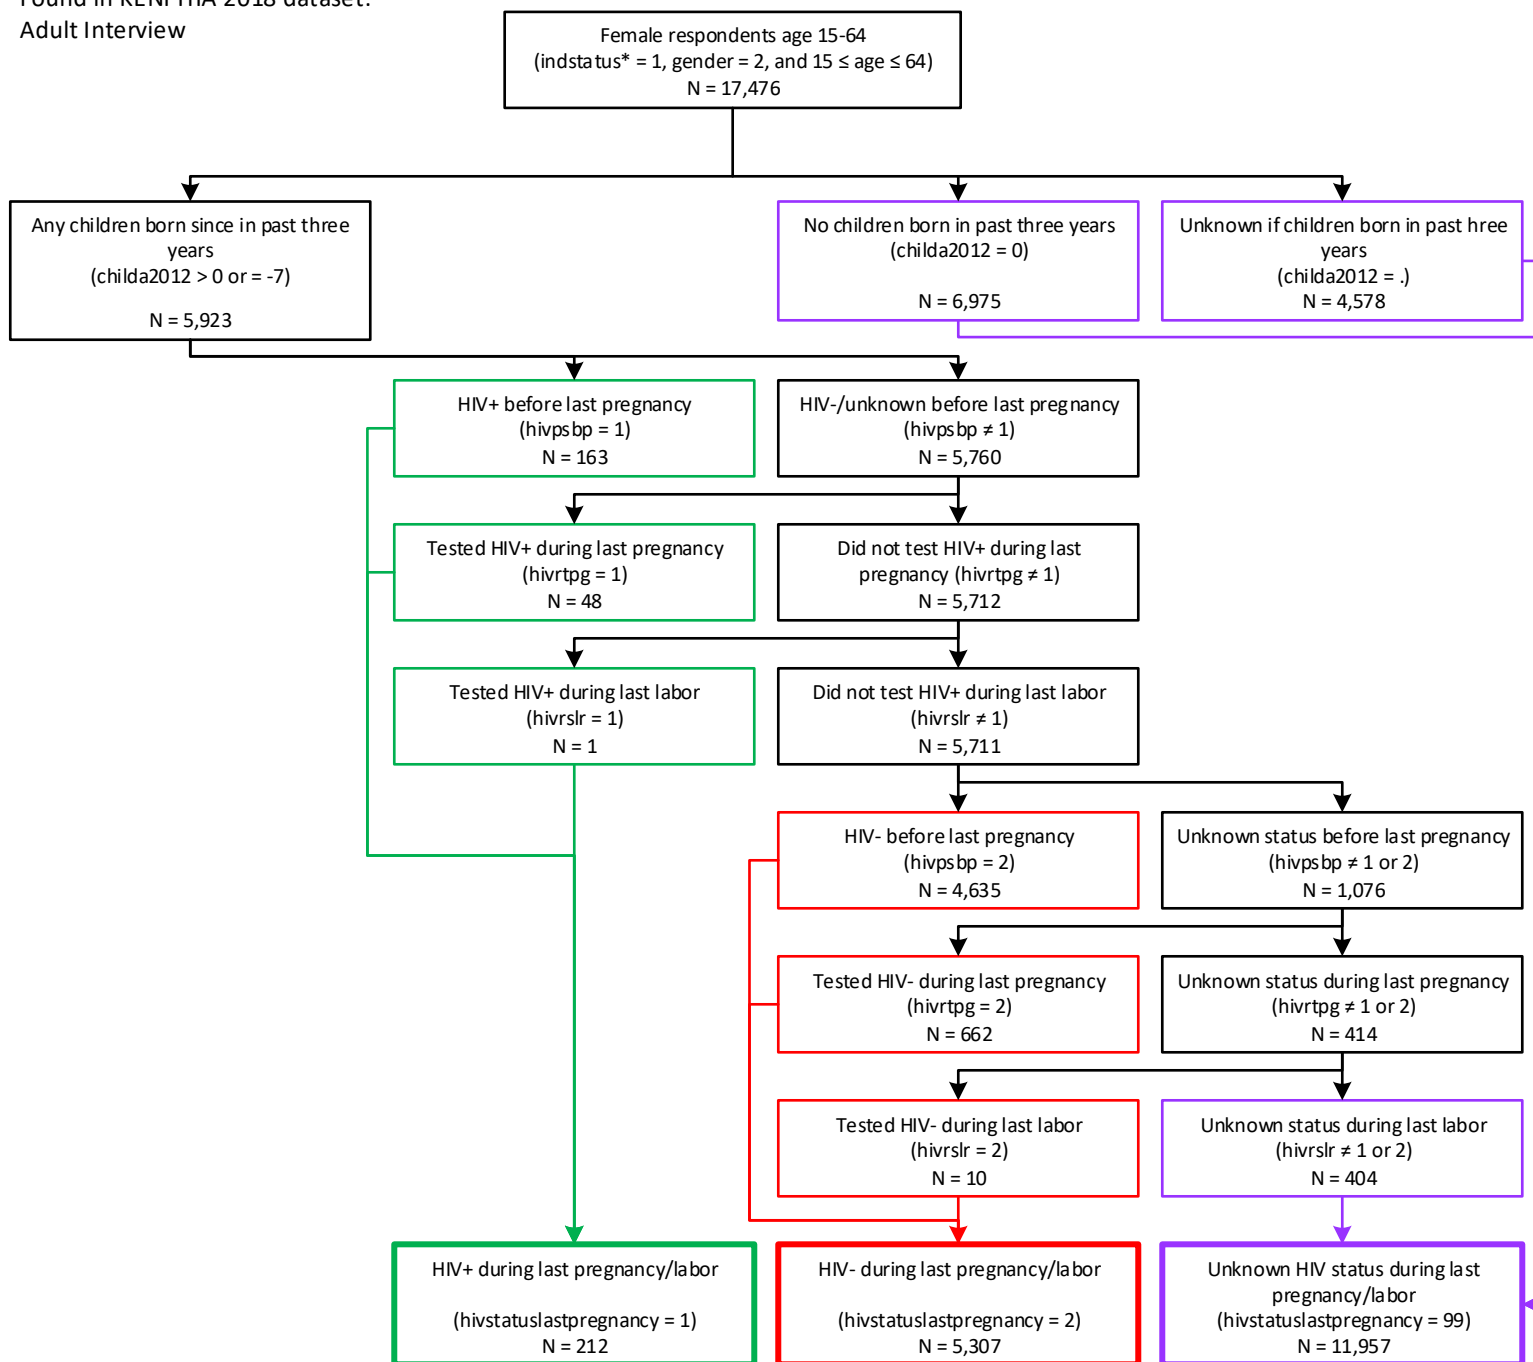 Found in KENPHIA 2018 dataset:
Adult Interview
Female respondents age 15-64
(indstatus* = 1, gender = 2, and 15 ≤ age ≤ 64)
N = 17,476
Any children born since in past three
years
(childa2012 > 0 or = -7)
N = 5,923
No children born in past three years
(childa2012 = 0)
N = 6,975
Unknown if children born in past hree
years
(childa2012 = .)
N = 4,578
HIV+ before last pregnancy
(hivpsbp = 1)
N = 163
HIV-/unknown before last pregnancy
(hivpsbp ≠ 1)
N = 5,760
Tested HIV+ during last pregnancy
(hivrtpg = 1)
N = 48
Did not test HIV+ during last
pregnancy (hivrtpg ≠ 1)
N = 5,712
Tested HIV+ during last labor
(hivrslr = 1)
N = 1
Did not test HIV+ during last labor
(hivrslr ≠ 1)
N = 5,711
HIV- before last pregnancy
(hivpsbp = 2)
N = 4,635
Unknown status before last pregnancy
(hivpsbp ≠ 1 or 2)
N = 1,076
Tested HIV- during last pregnancy
(hivrtpg = 2)
N = 662
Unknown status during last pregnancy
(hivrtpg ≠ 1 or 2)
N = 414
Tested HIV- during last labor
(hivrslr = 2)
N = 10
Unknown status during last labor
(hivrslr ≠ 1 or 2)
N = 404
HIV+ during last pregnancy/labor
(hivstatuslastpregnancy = 1)
N = 212
HIV- during last pregnancy/labor
(hivstatuslastpregnancy = 2)
N = 5,307
Unknown HIV status during last
pregnancy/labor
(hivstatuslastpregnancy = 99)
N = 11,957